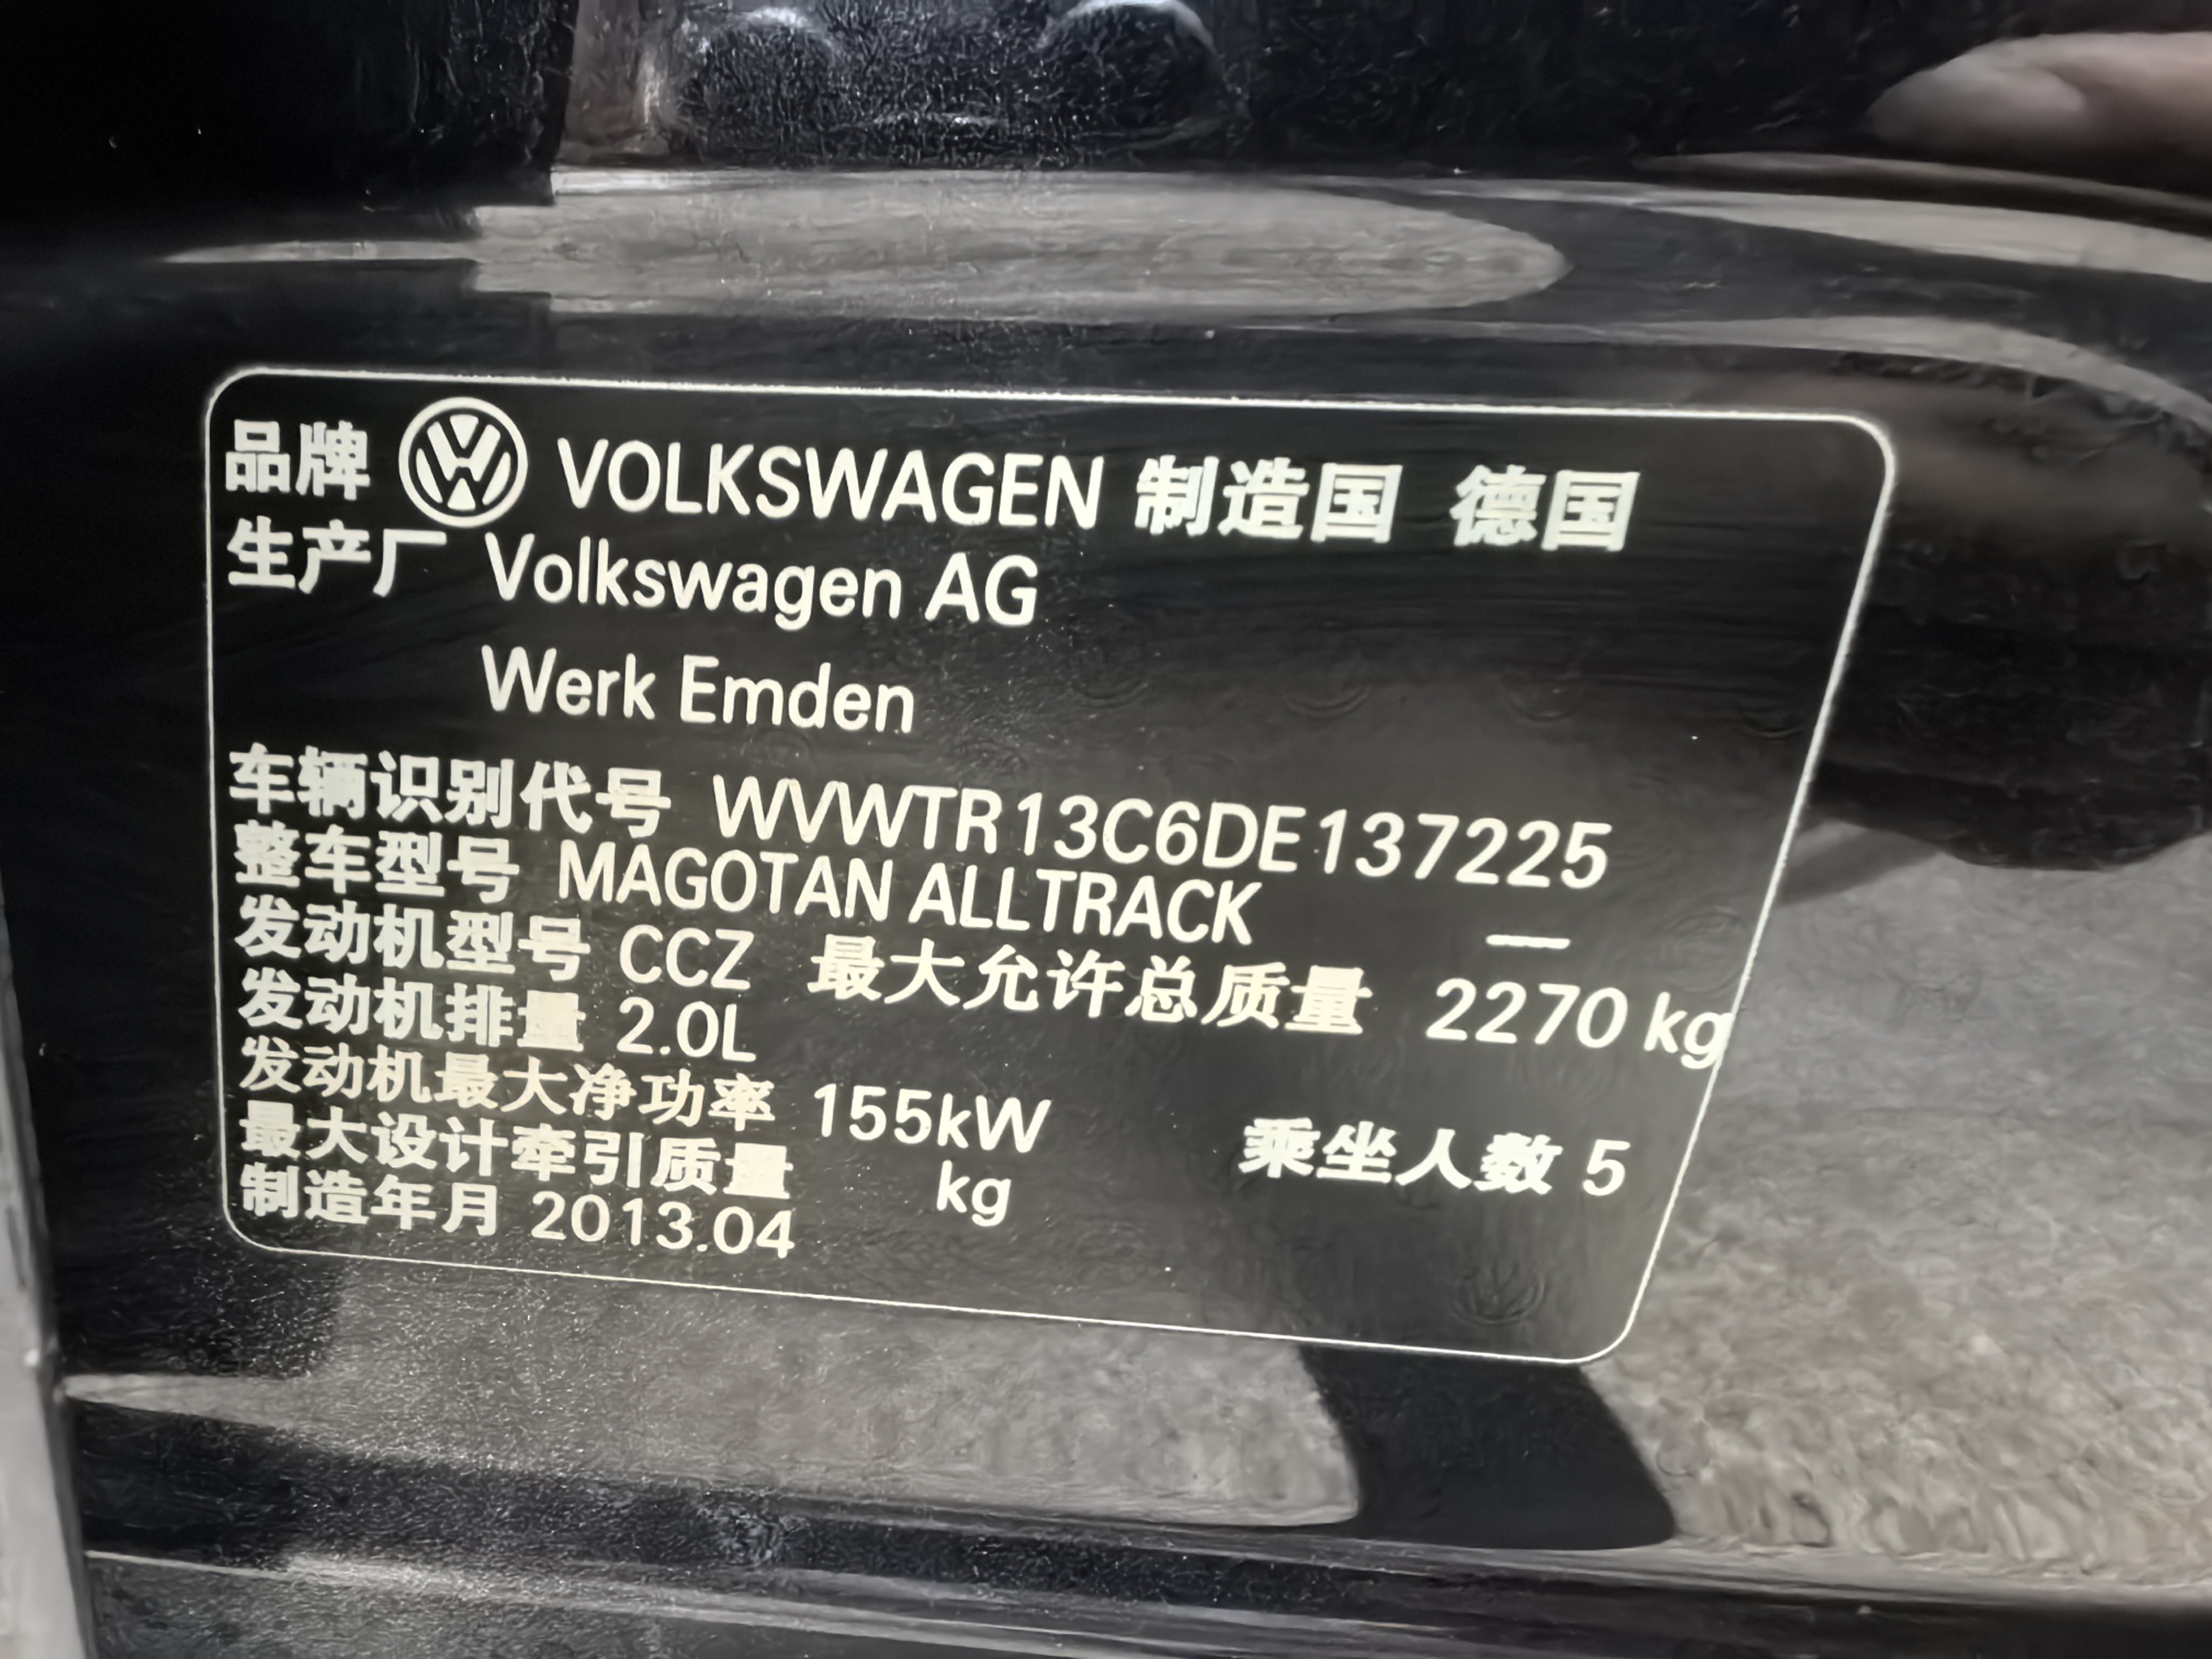 品牌 VOLKSWAGEN 制造国 德国
生产厂 Volkswagen AG
Werk Emden
车辆识别代号 WVWTR13C6DE137225
整车型号 MAGOTAN ALLTRACK —
发动机型号 CCZ 最大允许总质量 2270 kg
发动机排量 2.0L
发动机最大净功率 155kW 乘坐人数 5
最大设计牵引质量 kg
制造年月 2013.04